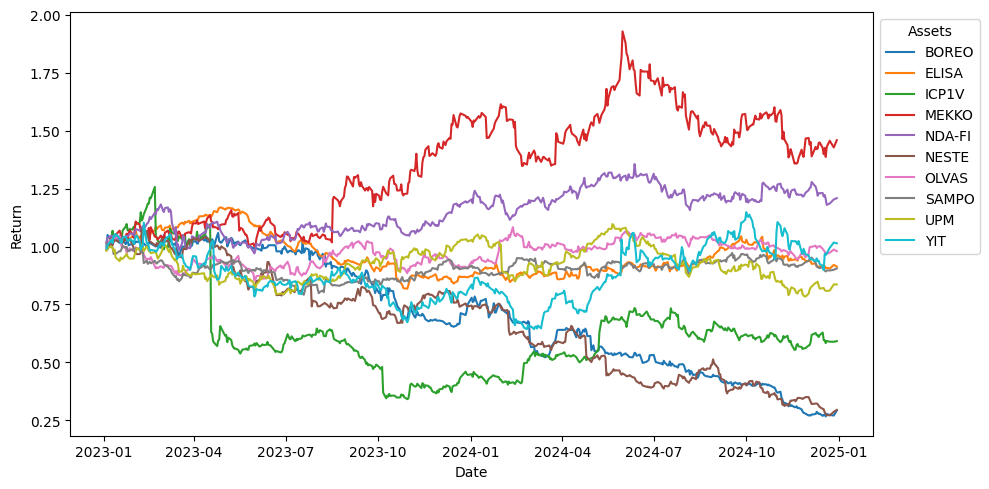 2.00
1.75
1.50
1.25
1.00
0.75
0.50
0.25
Return
2023-01 2023-04 2023-07 2023-10 2024-01 2024-04 2024-07 2024-10 2025-01
Date
Assets
BOREO
ELISA
ICP1V
MEKKO
NDA-FI
NESTE
OLVAS
SAMPO
UPM
YIT